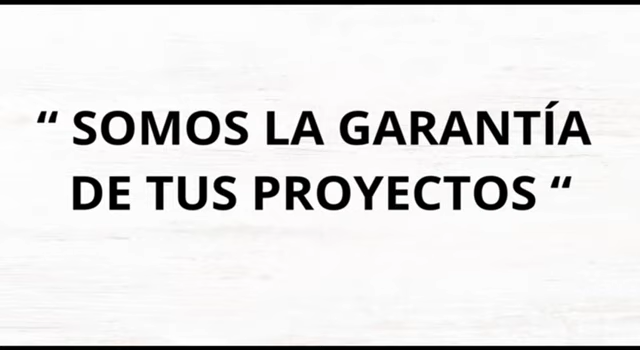 “ SOMOS LA GARANTÍA
DE TUS PROYECTOS “